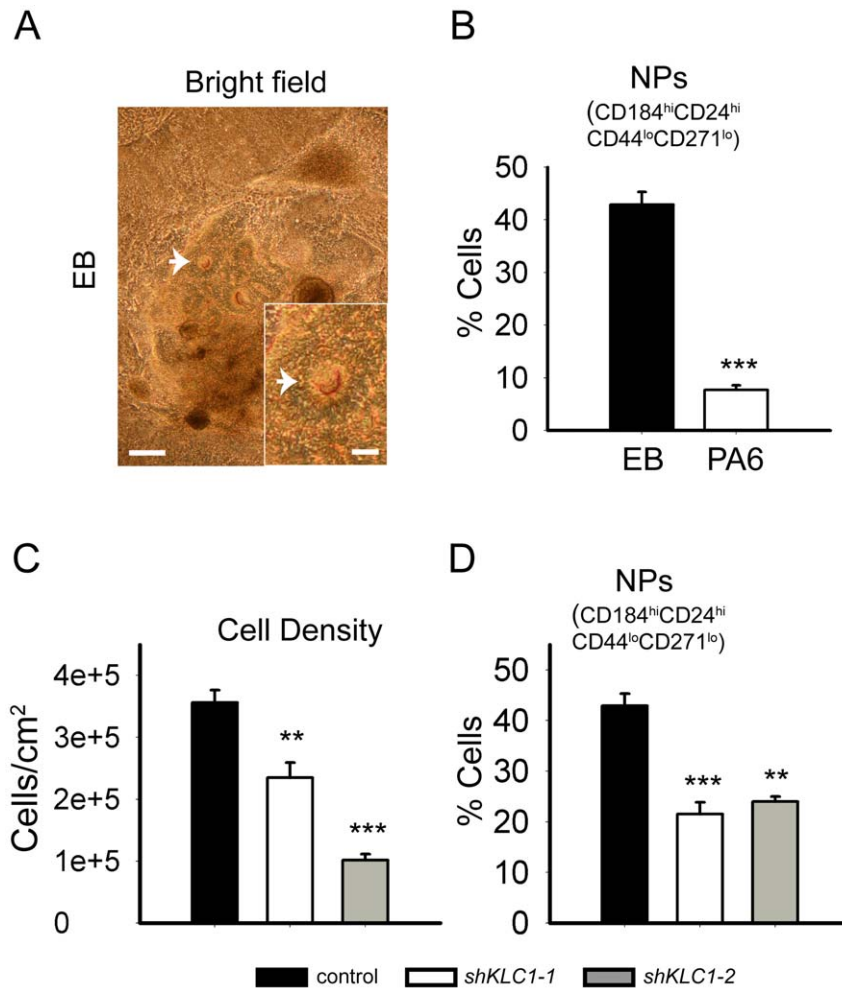 A
Bright field
EB
B
NPs
(CD184ʰⁱCD24ʰⁱ
CD44ˡᵒCD271ˡᵒ)
% Cells
50
40
30
20
10
0
***
EB PA6
C
Cell Density
Cells/cm²
4e+5
3e+5
2e+5
1e+5
0
**
***
D
NPs
(CD184ʰⁱCD24ʰⁱ
CD44ˡᵒCD271ˡᵒ)
% Cells
50
40
30
20
10
0
***
**
control shKLC1-1 shKLC1-2